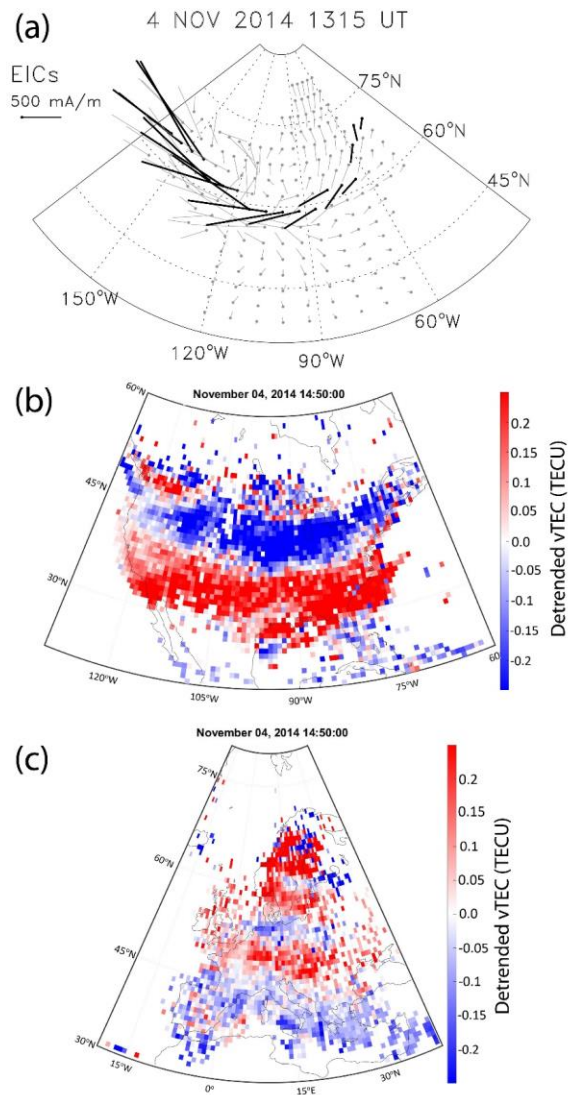 (a)
4 NOV 2014 1315 UT
EICs
500 mA/m
75°N
60°N
45°N
150°W
120°W
90°W
60°W
(b)
November 04, 2014 14:50:00
60°N
45°N
30°N
120°W
105°W
90°W
75°W
60
0.2
0.15
0.10
0.05
0.0
-0.05
-0.1
-0.15
-0.2
Detrended vTEC (TECU)
(c)
November 04, 2014 14:50:00
75°N
60°N
45°N
30°N
15°W
0°
15°E
30°N
0.2
0.15
0.10
0.05
0.0
-0.05
-0.1
-0.15
-0.2
Detrended vTEC (TECU)